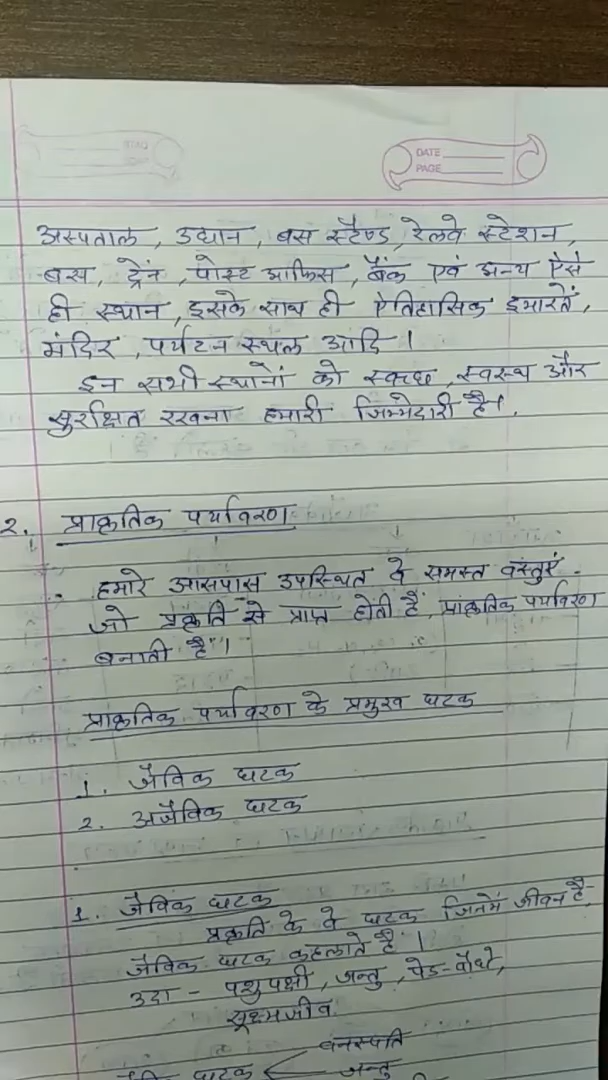 DATE
PAGE
अस्पताल, उद्यान, बस स्टैण्ड, रेलवे स्टेशन,
बस, ट्रेन, पोस्ट आफिस, बैंक एवं अन्य ऐसे
ही स्थान, इसके साथ ही ऐतिहासिक इमारतें,
मंदिर, पर्यटन स्थल आदि।
इन सभी स्थानों को स्वच्छ, स्वस्थ और
सुरक्षित रखना हमारी जिम्मेदारी है।
2. प्राकृतिक पर्यावरण
हमारे आसपास उपस्थित वे समस्त वस्तुएं
जो प्रकृति से प्राप्त होती हैं, प्राकृतिक पर्यावरण
बनाती है"।
प्राकृतिक पर्यावरण के प्रमुख घटक
1. जैविक घटक
2. अजैविक घटक
1. जैविक घटक
प्रकृति के वे घटक जिनमें जीवन है,
जैविक घटक कहलाते हैं।
उदा - पशुपक्षी, जन्तु, पेड-पौधे,
सूक्ष्मजीव
वनस्पति
घटक जन्तु